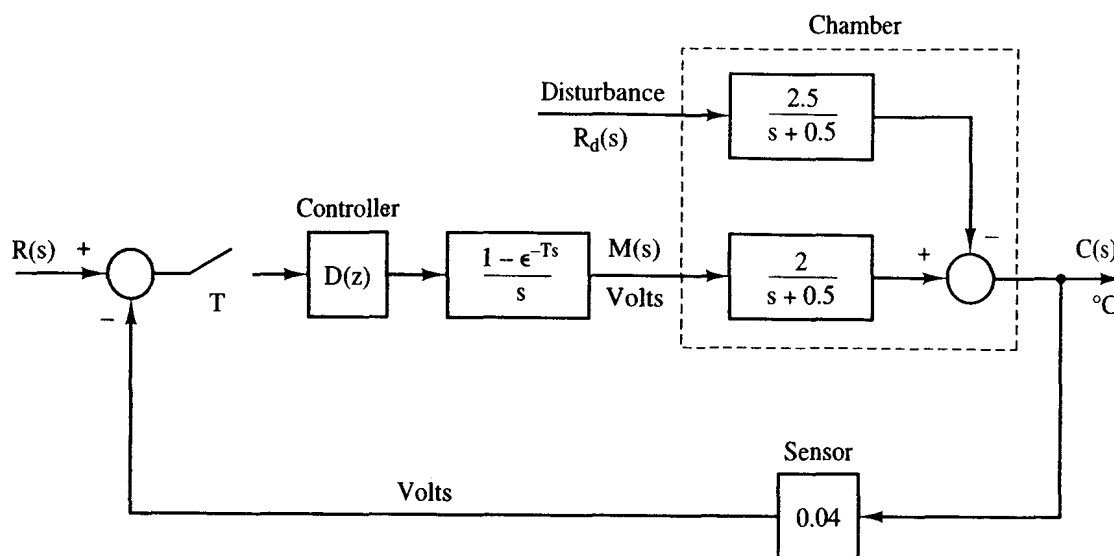 Chamber
Disturbance
R_d(s)
2.5
s + 0.5
Controller
R(s)
+
−
T
D(z)
1 − ϵ^{−Ts}
s
M(s)
Volts
2
s + 0.5
+
−
C(s)
°C
Sensor
0.04
Volts